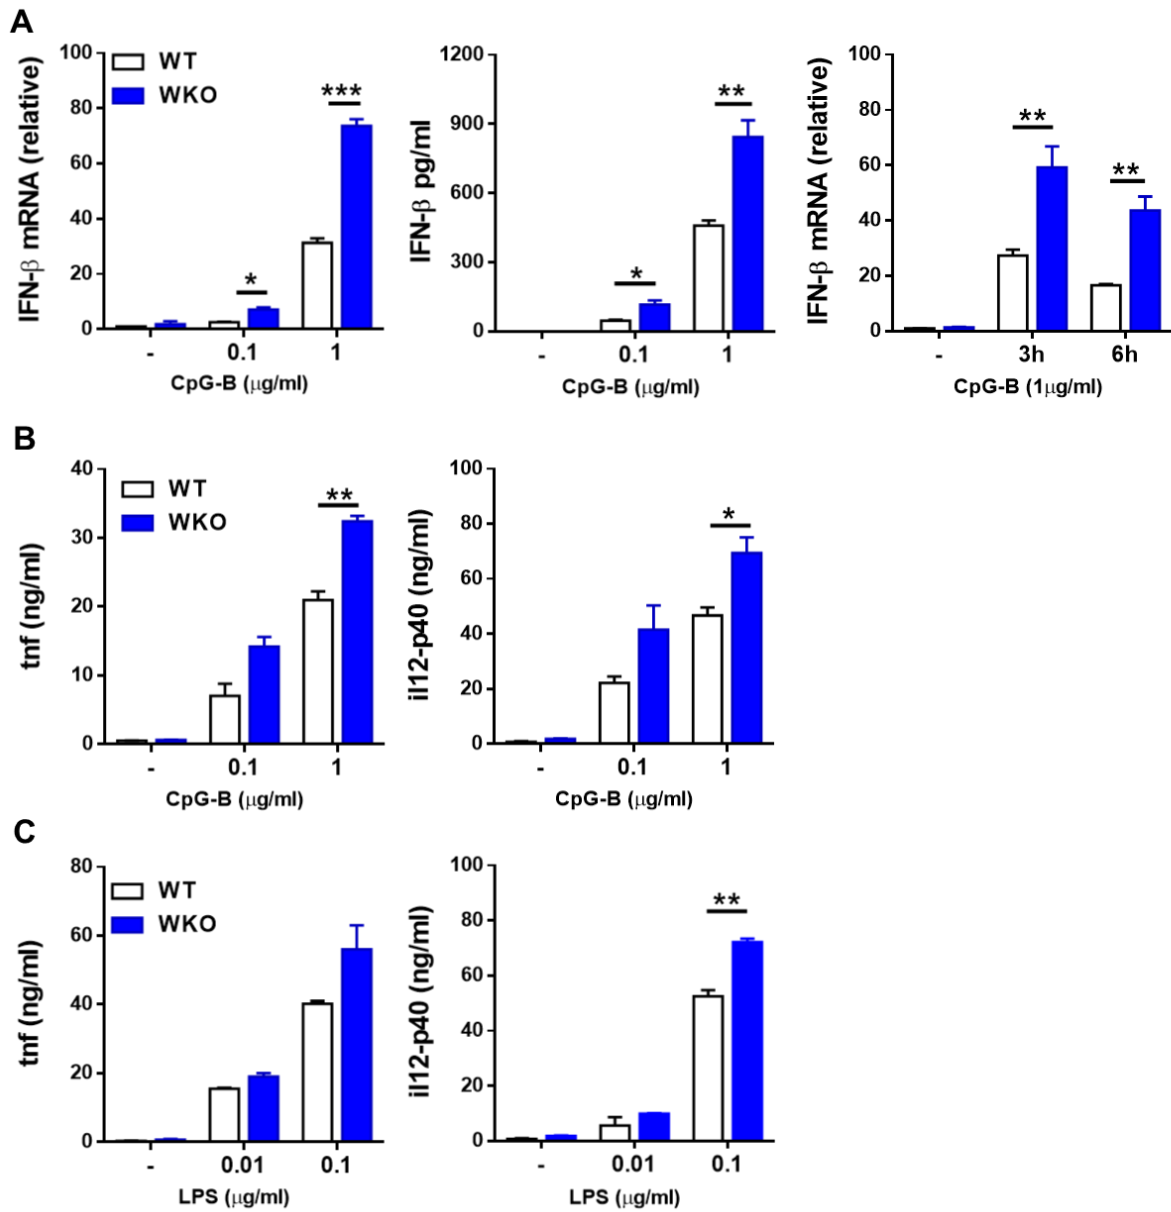 A
IFN-β mRNA (relative)
100
80
60
40
20
0
WT
WKO
*
***
-
0.1
1
CpG-B (μg/ml)
IFN-β pg/ml
1200
900
600
300
0
*
**
-
0.1
1
CpG-B (μg/ml)
IFN-β mRNA (relative)
100
80
60
40
20
0
**
**
-
3h
6h
CpG-B (1μg/ml)
B
tnf (ng/ml)
40
30
20
10
0
WT
WKO
**
-
0.1
1
CpG-B (μg/ml)
il12-p40 (ng/ml)
100
80
60
40
20
0
*
-
0.1
1
CpG-B (μg/ml)
C
tnf (ng/ml)
80
60
40
20
0
WT
WKO
-
0.01
0.1
LPS (μg/ml)
il12-p40 (ng/ml)
100
80
60
40
20
0
**
-
0.01
0.1
LPS (μg/ml)